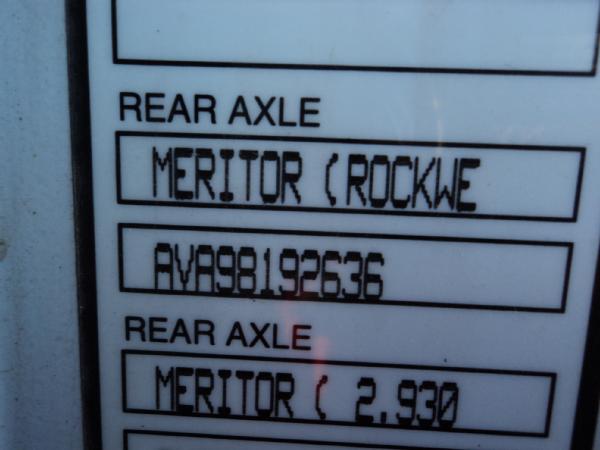 REAR AXLE
MERITOR (ROCKWE
AVA98192636
REAR AXLE
MERITOR ( 2.930